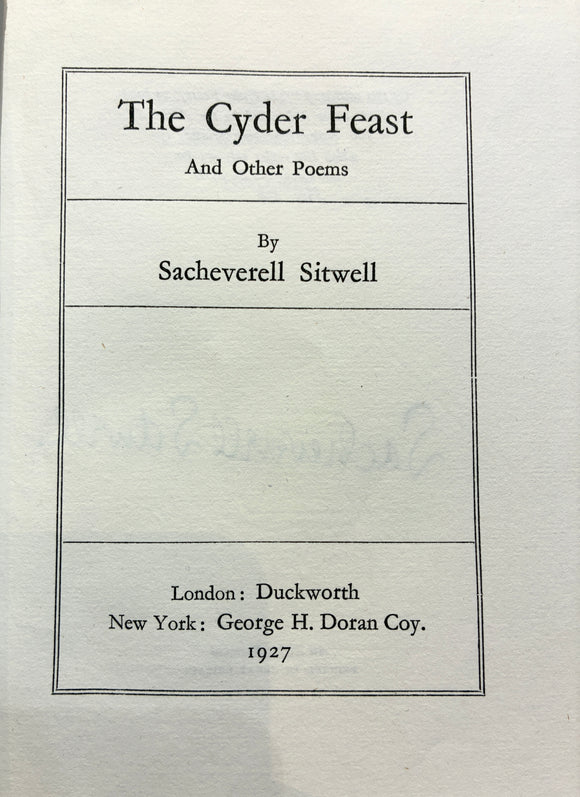 The Cyder Feast
And Other Poems
By
Sacheverell Sitwell
London: Duckworth
New York: George H. Doran Coy.
1927